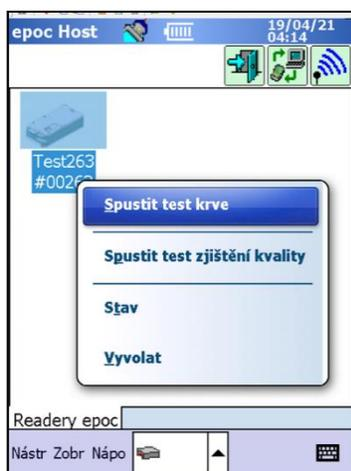 epoc Host
19/04/21
04:14
Test263
Spustit test krve
Spustit test zjištění kvality
Stav
Vyvolat
Readery epoc
Nástr Zobr Nápo